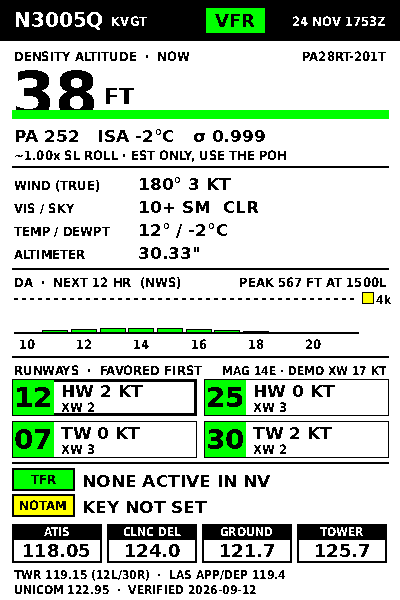 N3005Q KVGT VFR 24 NOV 1753Z
DENSITY ALTITUDE · NOW PA28RT-201T
38 FT
PA 252 ISA -2°C σ 0.999
~1.00x SL ROLL · EST ONLY, USE THE POH
WIND (TRUE) 180° 3 KT
VIS / SKY 10+ SM CLR
TEMP / DEWPT 12° / -2°C
ALTIMETER 30.33"
DA · NEXT 12 HR (NWS) PEAK 567 FT AT 1500L
4k
10 12 14 16 18 20
RUNWAYS · FAVORED FIRST MAG 14E · DEMO XW 17 KT
12 HW 2 KT XW 2
25 HW 0 KT XW 3
07 TW 0 KT XW 3
30 TW 2 KT XW 2
TFR NONE ACTIVE IN NV
NOTAM KEY NOT SET
ATIS CLNC DEL GROUND TOWER
118.05 124.0 121.7 125.7
TWR 119.15 (12L/30R) · LAS APP/DEP 119.4
UNICOM 122.95 · VERIFIED 2026-09-12